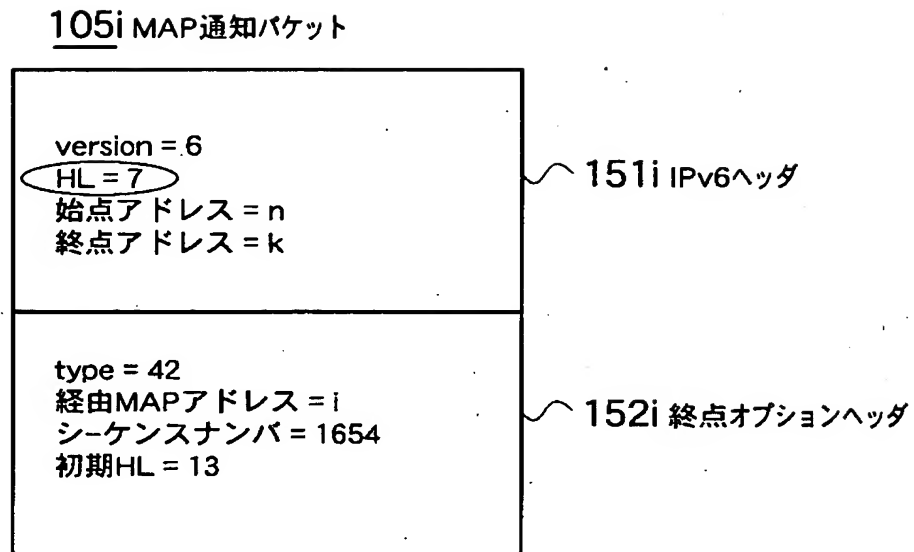 105i MAP通知パケット
version = 6
HL = 7
始点アドレス = n
終点アドレス = k
151i IPv6ヘッダ
type = 42
経由MAPアドレス = i
シーケンスナンバ = 1654
初期HL = 13
152i 終点オプションヘッダ